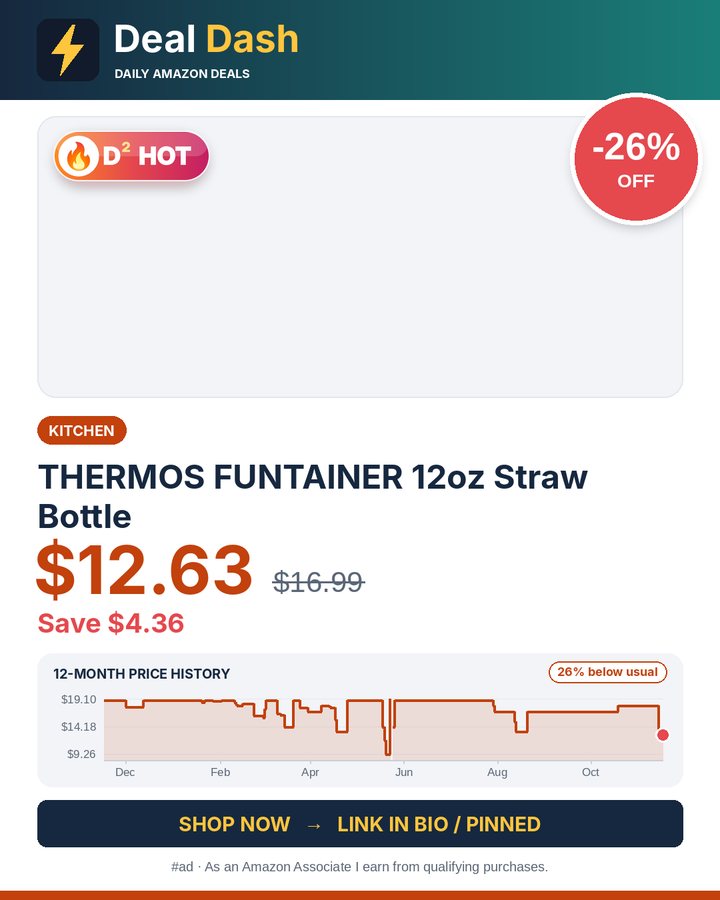 Deal Dash
DAILY AMAZON DEALS
D² HOT
-26%
OFF
KITCHEN
THERMOS FUNTAINER 12oz Straw
Bottle
$12.63 $16.99
Save $4.36
12-MONTH PRICE HISTORY
26% below usual
$19.10
$14.18
$9.26
Dec Feb Apr Jun Aug Oct
SHOP NOW → LINK IN BIO / PINNED
#ad · As an Amazon Associate I earn from qualifying purchases.